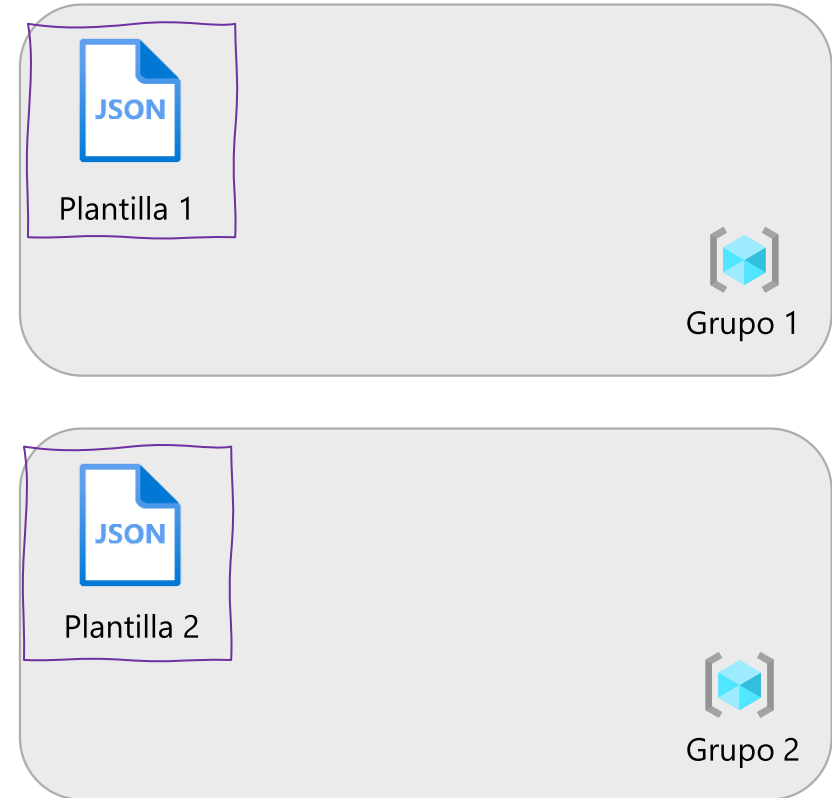 JSON
Plantilla 1
Grupo 1
JSON
Plantilla 2
Grupo 2